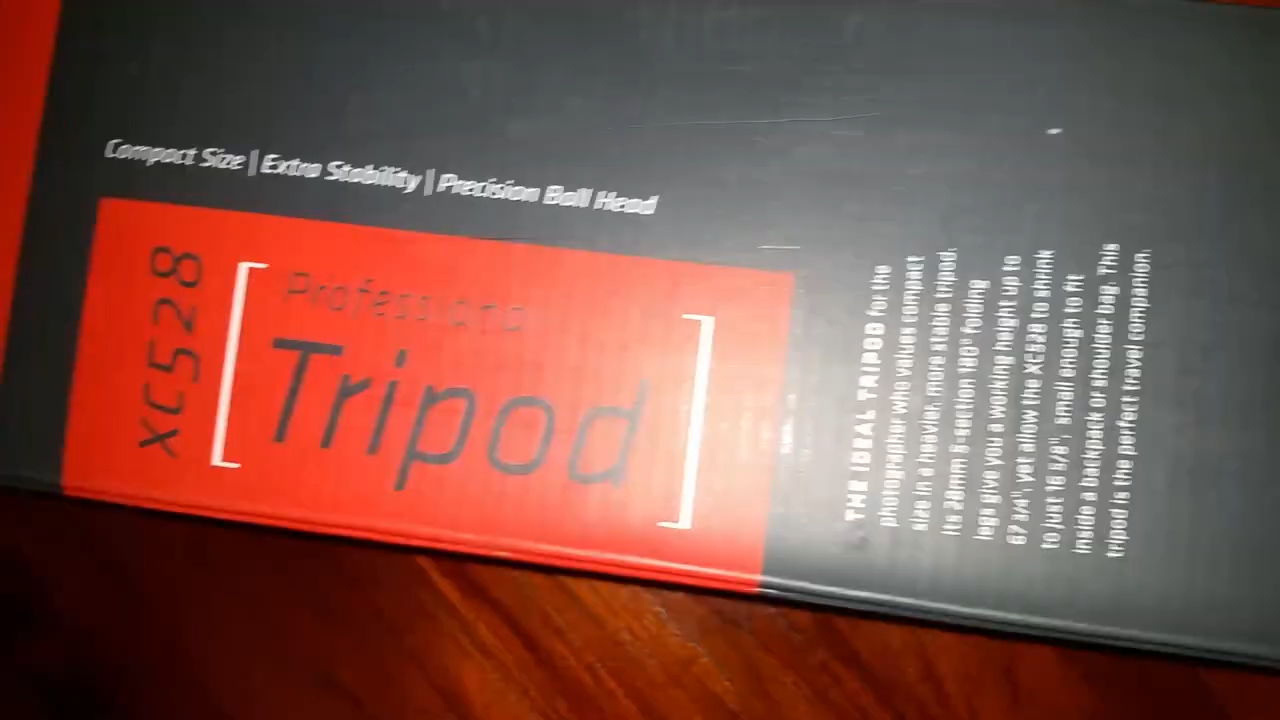 Compact Size | Extra Stability | Precision Ball Head
XC528
Professional
Tripod
THE IDEAL TRIPOD for the
photographer who values compact
size in a heavier, more stable tripod.
Its 28mm 5-section 180° folding
legs give you a working height up to
67 3/4", yet allow the XC528 to shrink
to just 16 5/8", small enough to fit
inside a backpack or shoulder bag. This
tripod is the perfect travel companion.